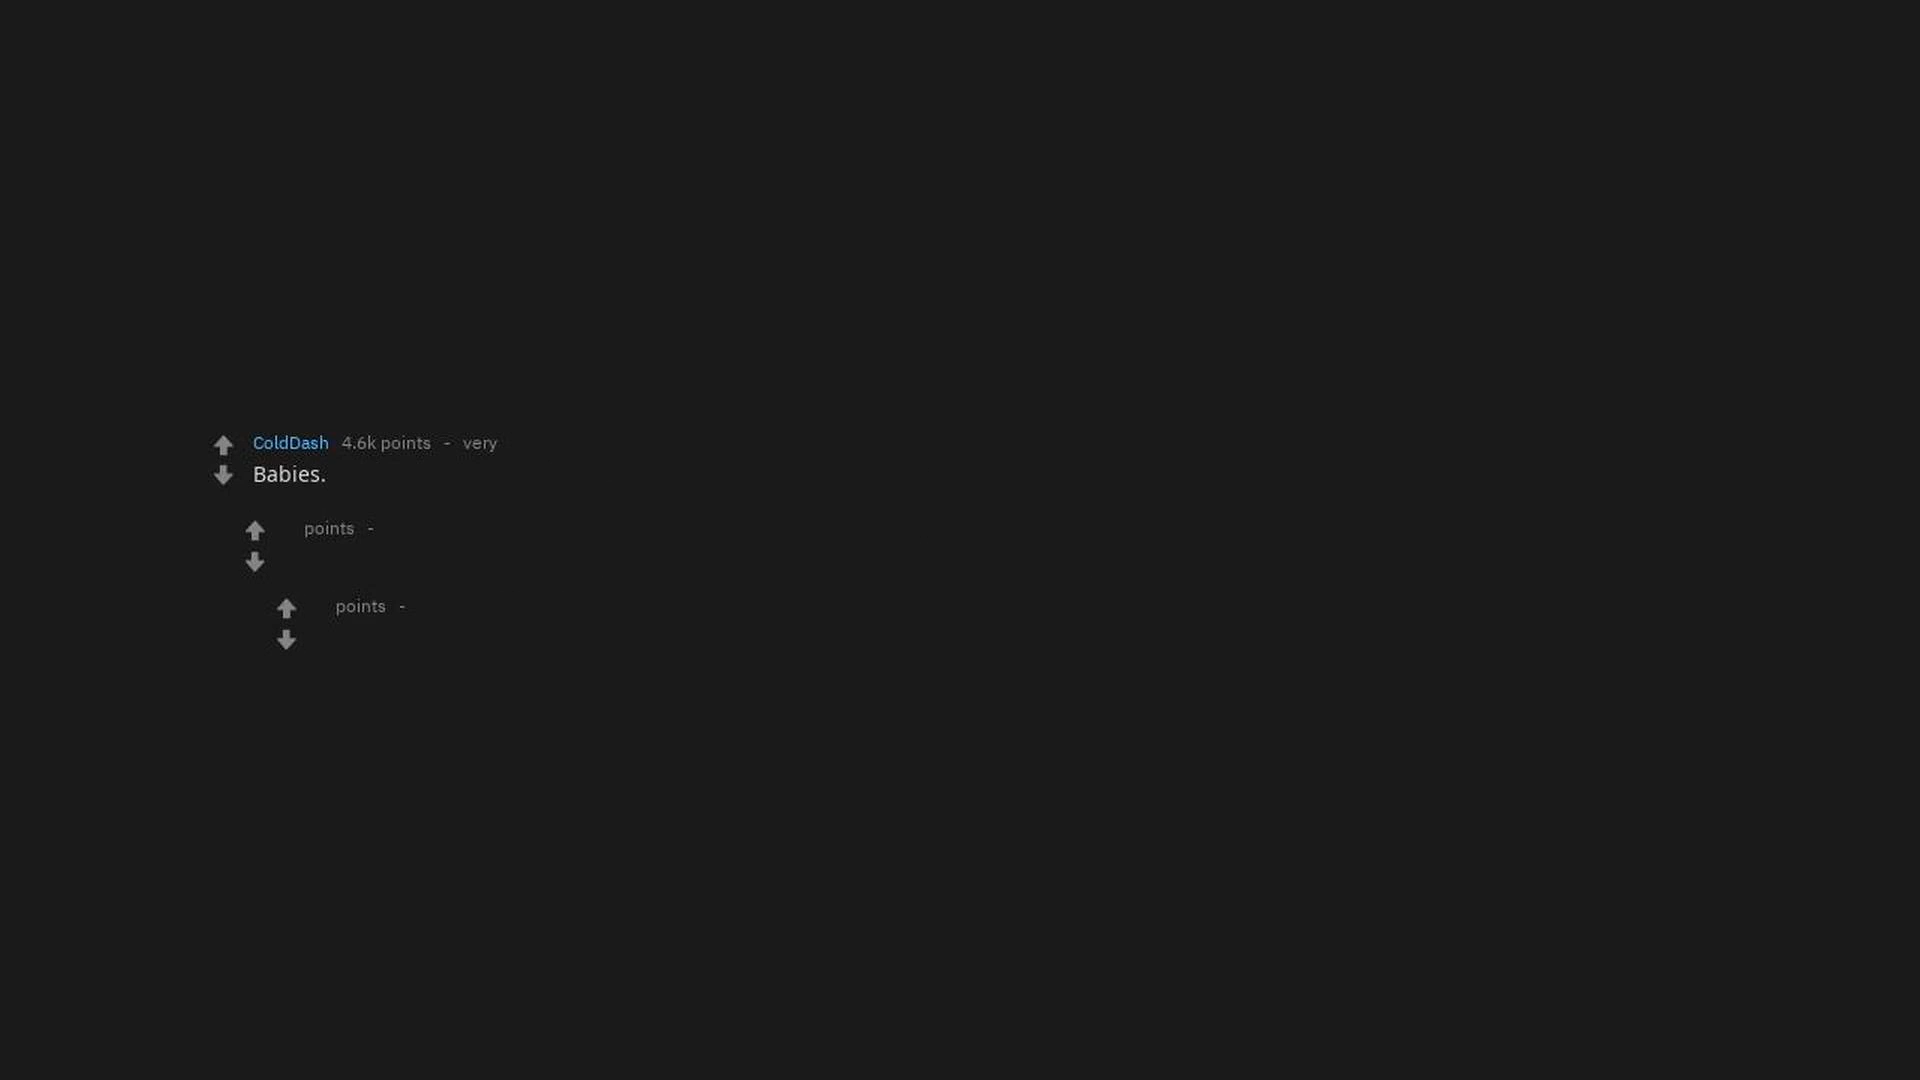 ColdDash 4.6k points - very
Babies.
points -
points -